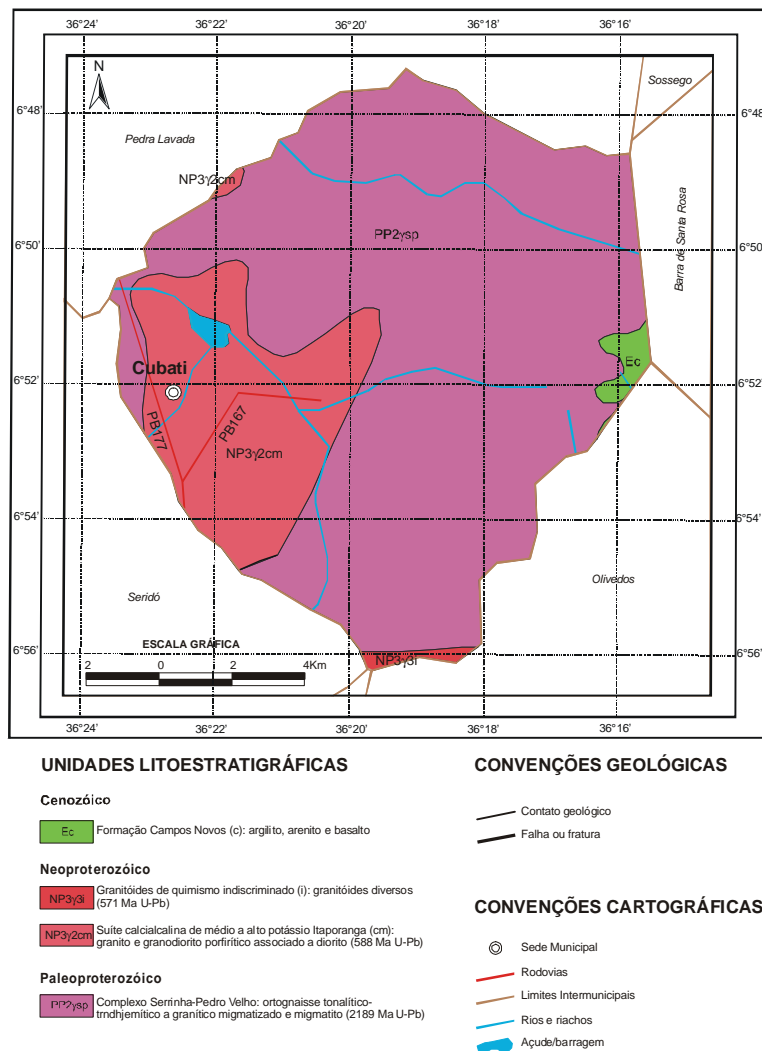 36°24' 36°22' 36°20' 36°18' 36°16'
N
Sossego
6°48' 6°48'
Pedra Lavada
NP3γ2cm
PP2γsp
Barra de Santa Rosa
6°50' 6°50'
Ec
Cubati
6°52' 6°52'
PB177
PB167
NP3γ2cm
6°54' 6°54'
Seridó
Olivedos
ESCALA GRÁFICA
6°56' 6°56'
2 0 2 4Km
NP3γ3i
36°24' 36°22' 36°20' 36°18' 36°16'
UNIDADES LITOESTRATIGRÁFICAS
Cenozóico
Ec Formação Campos Novos (c): argilito, arenito e basalto
Neoproterozóico
NP3γ3i Granitóides de quimismo indiscriminado (i): granitóides diversos
(571 Ma U-Pb)
NP3γ2cm Suíte calcialcalina de médio a alto potássio Itaporanga (cm):
granito e granodiorito porfirítico associado a diorito (588 Ma U-Pb)
Paleoproterozóico
PP2γsp Complexo Serrinha-Pedro Velho: ortognaisse tonalítico-
trndhjemítico a granítico migmatizado e migmatito (2189 Ma U-Pb)
CONVENÇÕES GEOLÓGICAS
Contato geológico
Falha ou fratura
CONVENÇÕES CARTOGRÁFICAS
Sede Municipal
Rodovias
Limites Intermunicipais
Rios e riachos
Açude/barragem